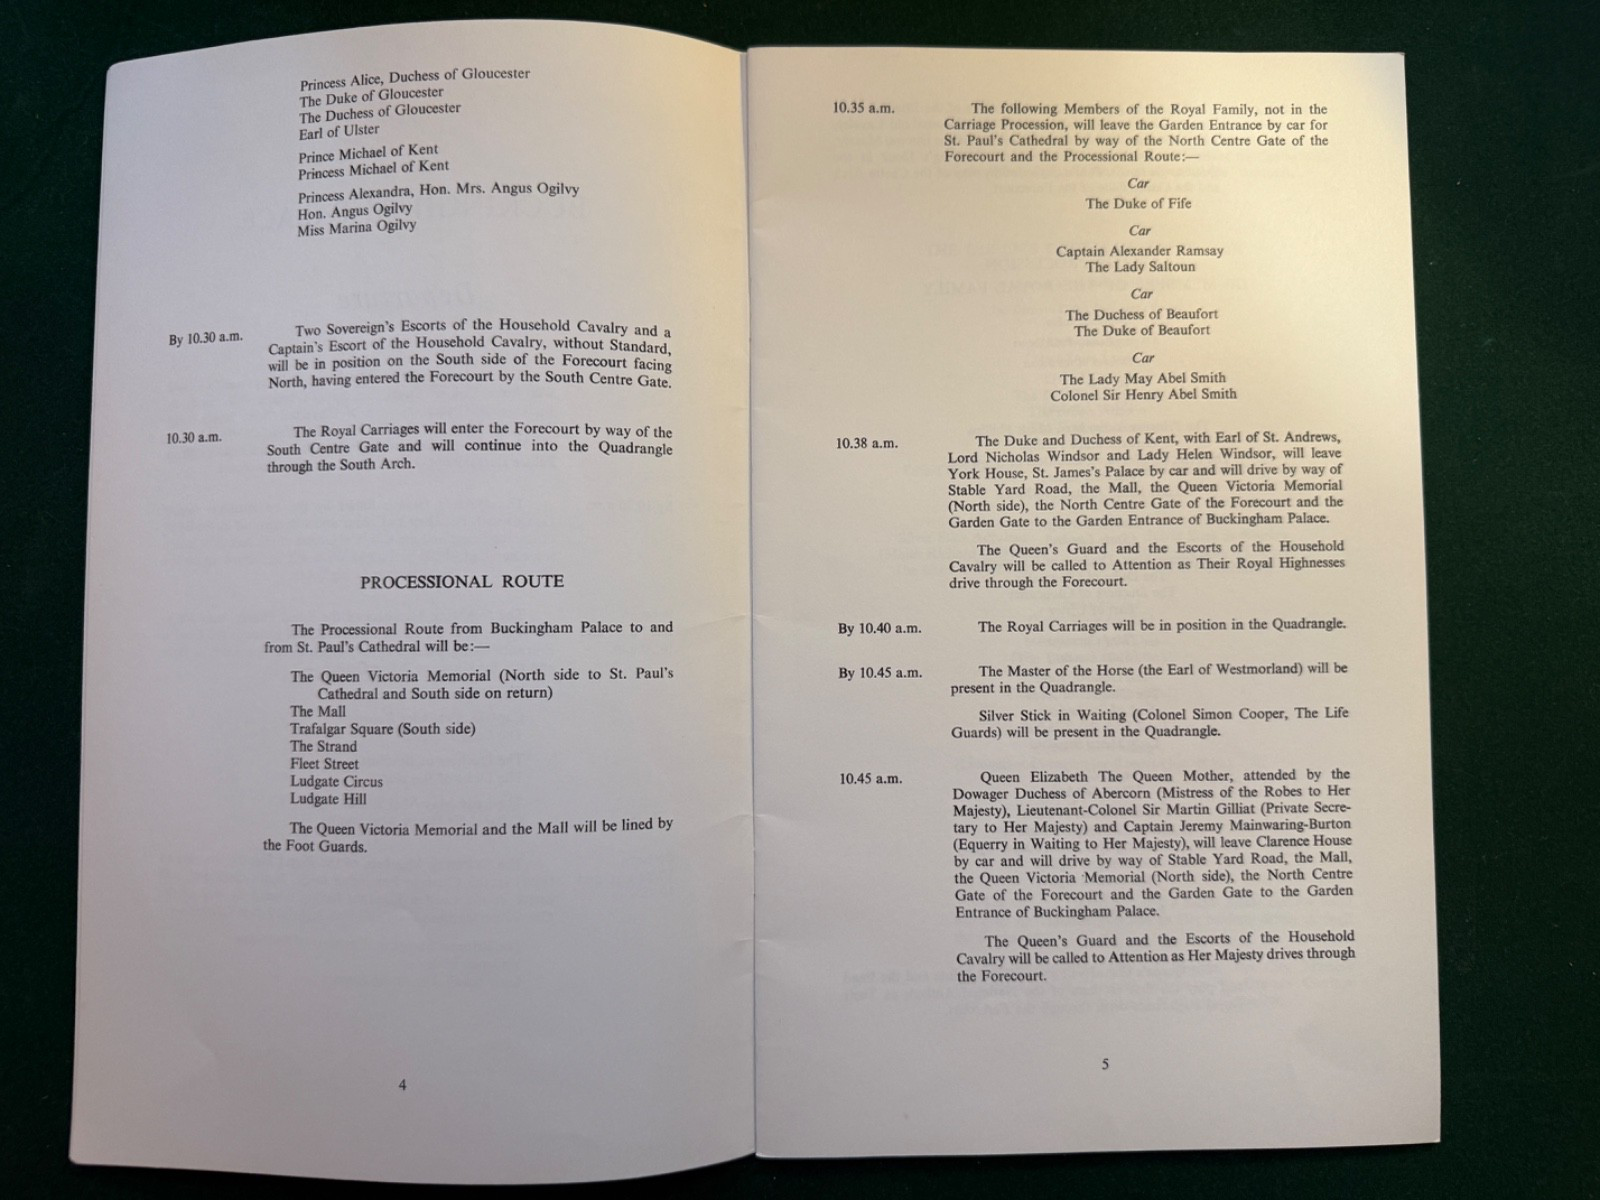 Princess Alice, Duchess of Gloucester
The Duke of Gloucester
The Duchess of Gloucester
Earl of Ulster
Prince Michael of Kent
Princess Michael of Kent
Princess Alexandra, Hon. Mrs. Angus Ogilvy
Hon. Angus Ogilvy
Miss Marina Ogilvy
By 10.30 a.m. Two Sovereign's Escorts of the Household Cavalry and a
Captain's Escort of the Household Cavalry, without Standard,
will be in position on the South side of the Forecourt facing
North, having entered the Forecourt by the South Centre Gate.
10.30 a.m. The Royal Carriages will enter the Forecourt by way of the
South Centre Gate and will continue into the Quadrangle
through the South Arch.
PROCESSIONAL ROUTE
The Processional Route from Buckingham Palace to and
from St. Paul's Cathedral will be:—
The Queen Victoria Memorial (North side to St. Paul's
Cathedral and South side on return)
The Mall
Trafalgar Square (South side)
The Strand
Fleet Street
Ludgate Circus
Ludgate Hill
The Queen Victoria Memorial and the Mall will be lined by
the Foot Guards.
4
10.35 a.m. The following Members of the Royal Family, not in the
Carriage Procession, will leave the Garden Entrance by car for
St. Paul's Cathedral by way of the North Centre Gate of the
Forecourt and the Processional Route:—
Car
The Duke of Fife
Car
Captain Alexander Ramsay
The Lady Saltoun
Car
The Duchess of Beaufort
The Duke of Beaufort
Car
The Lady May Abel Smith
Colonel Sir Henry Abel Smith
10.38 a.m. The Duke and Duchess of Kent, with Earl of St. Andrews,
Lord Nicholas Windsor and Lady Helen Windsor, will leave
York House, St. James's Palace by car and will drive by way of
Stable Yard Road, the Mall, the Queen Victoria Memorial
(North side), the North Centre Gate of the Forecourt and the
Garden Gate to the Garden Entrance of Buckingham Palace.
The Queen's Guard and the Escorts of the Household
Cavalry will be called to Attention as Their Royal Highnesses
drive through the Forecourt.
By 10.40 a.m. The Royal Carriages will be in position in the Quadrangle.
By 10.45 a.m. The Master of the Horse (the Earl of Westmorland) will be
present in the Quadrangle.
Silver Stick in Waiting (Colonel Simon Cooper, The Life
Guards) will be present in the Quadrangle.
10.45 a.m. Queen Elizabeth The Queen Mother, attended by the
Dowager Duchess of Abercorn (Mistress of the Robes to Her
Majesty), Lieutenant-Colonel Sir Martin Gilliat (Private Secre-
tary to Her Majesty) and Captain Jeremy Mainwaring-Burton
(Equerry in Waiting to Her Majesty), will leave Clarence House
by car and will drive by way of Stable Yard Road, the Mall,
the Queen Victoria Memorial (North side), the North Centre
Gate of the Forecourt and the Garden Gate to the Garden
Entrance of Buckingham Palace.
The Queen's Guard and the Escorts of the Household
Cavalry will be called to Attention as Her Majesty drives through
the Forecourt.
5